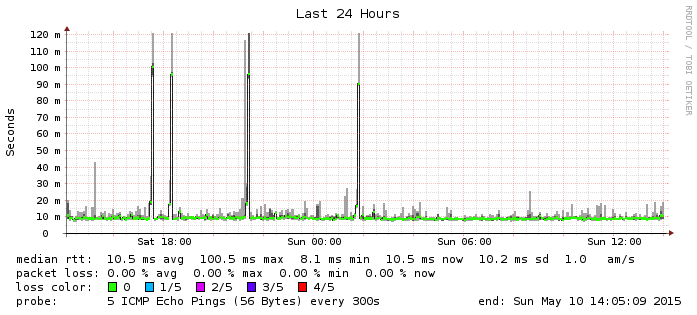 Last 24 Hours
RRDTOOL / TOBI OETIKER
Seconds
120 m
110 m
100 m
90 m
80 m
70 m
60 m
50 m
40 m
30 m
20 m
10 m
0
Sat 18:00 Sun 00:00 Sun 06:00 Sun 12:00
median rtt: 10.5 ms avg 100.5 ms max 8.1 ms min 10.5 ms now 10.2 ms sd 1.0 am/s
packet loss: 0.00 % avg 0.00 % max 0.00 % min 0.00 % now
loss color: 0 1/5 2/5 3/5 4/5
probe: 5 ICMP Echo Pings (56 Bytes) every 300s end: Sun May 10 14:05:09 2015